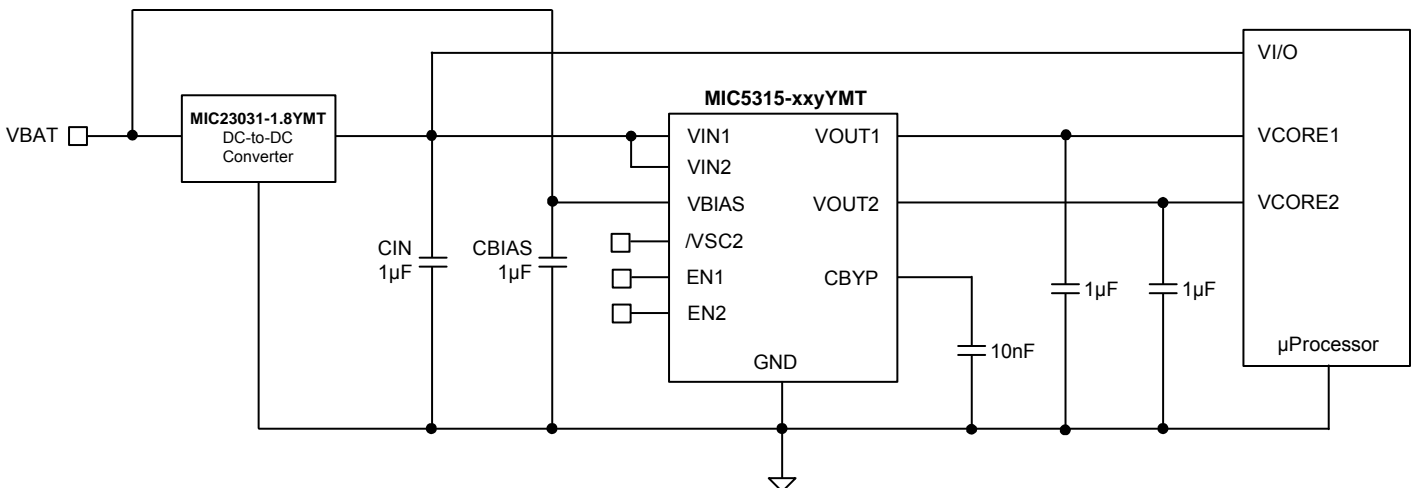 VI/O
MIC5315-xxyYMT
MIC23031-1.8YMT
DC-to-DC
Converter
VBAT
VIN1
VOUT1
VCORE1
VIN2
VBIAS
VOUT2
VCORE2
/VSC2
CIN
1µF
CBIAS
1µF
EN1
CBYP
1µF
1µF
EN2
10nF
µProcessor
GND